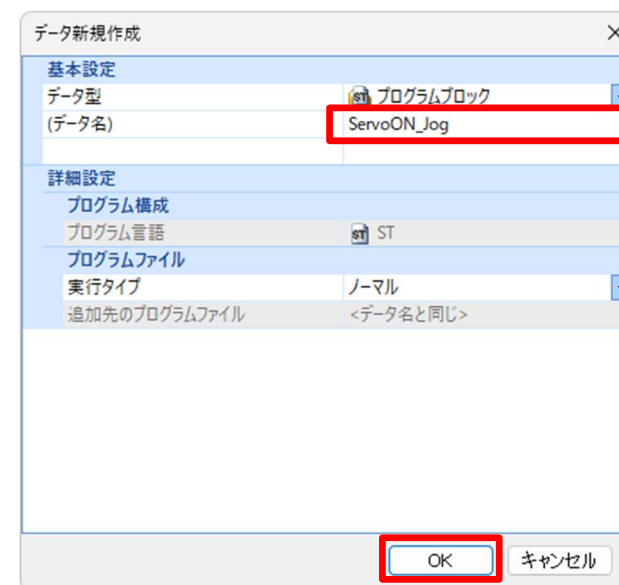 データ新規作成
基本設定
データ型 プログラムブロック
(データ名) ServoON_Jog
詳細設定
プログラム構成
プログラム言語 ST
プログラムファイル
実行タイプ ノーマル
追加先のプログラムファイル <データ名と同じ>
OK キャンセル